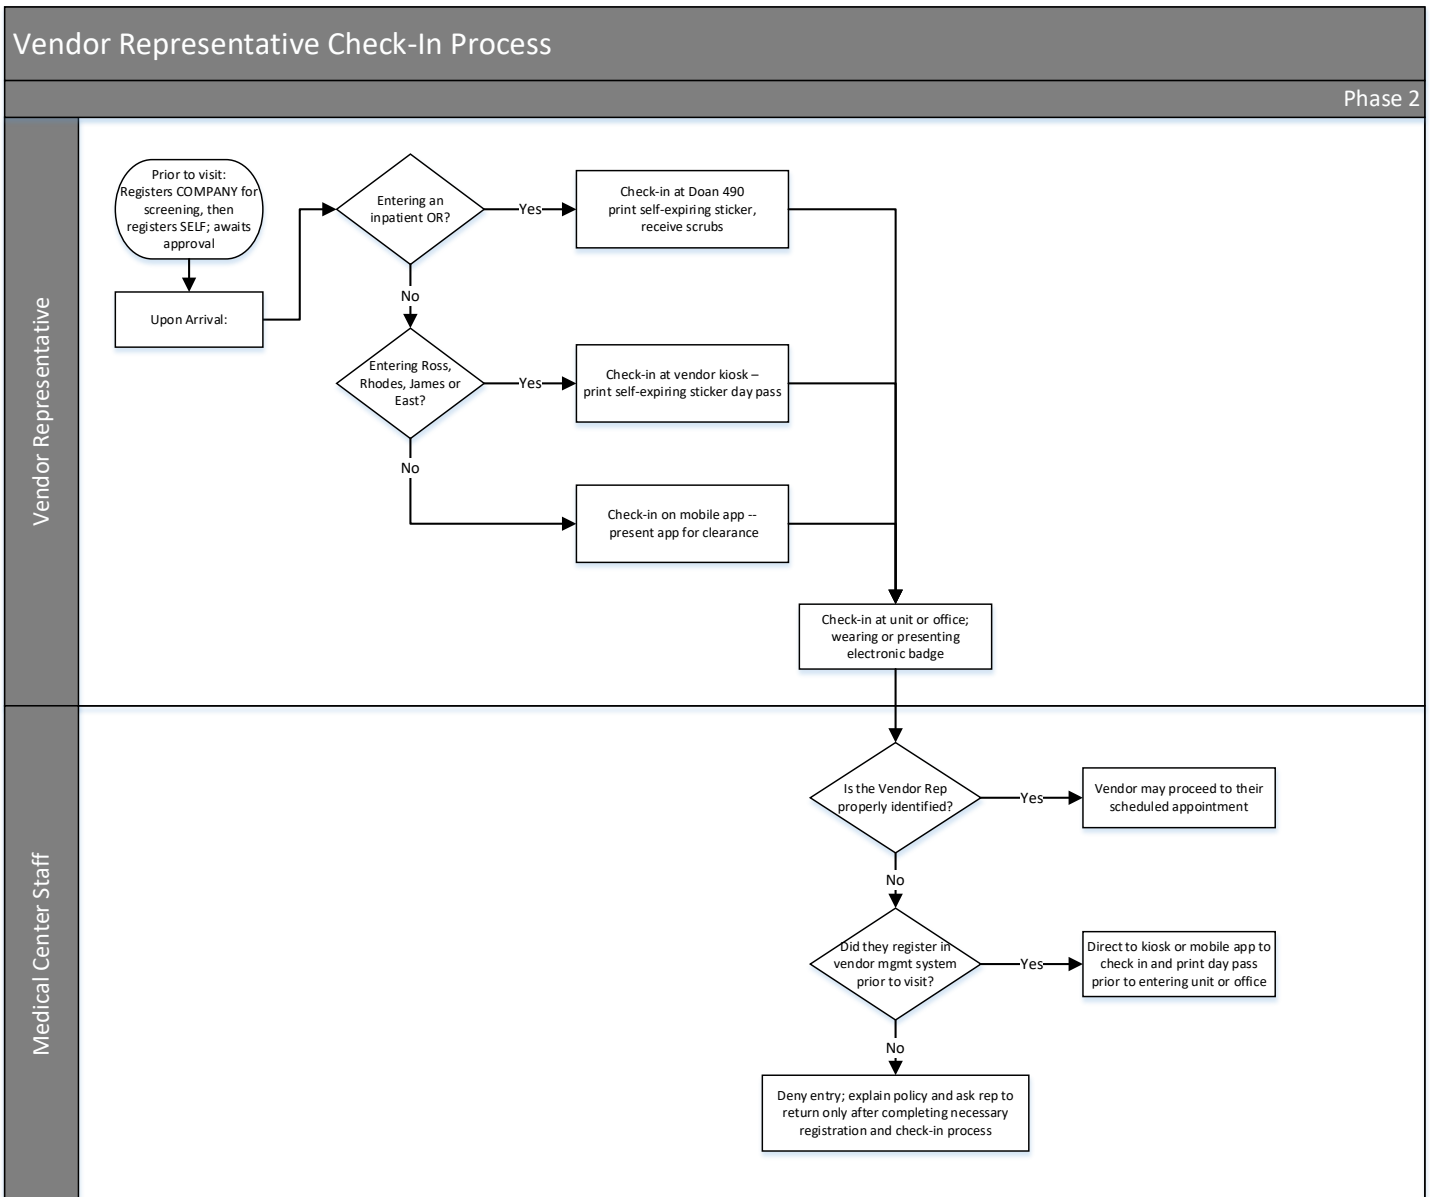 Vendor Representative Check-In Process
Phase 2
Vendor Representative
Prior to visit:
Registers COMPANY for
screening, then
registers SELF; awaits
approval
Upon Arrival:
Entering an
inpatient OR?
Yes
Check-in at Doan 490
print self-expiring sticker,
receive scrubs
No
Entering Ross,
Rhodes, James or
East?
Yes
Check-in at vendor kiosk –
print self-expiring sticker day pass
No
Check-in on mobile app --
present app for clearance
Check-in at unit or office;
wearing or presenting
electronic badge
Medical Center Staff
Is the Vendor Rep
properly identified?
Yes
Vendor may proceed to their
scheduled appointment
No
Did they register in
vendor mgmt system
prior to visit?
Yes
Direct to kiosk or mobile app to
check in and print day pass
prior to entering unit or office
No
Deny entry; explain policy and ask rep to
return only after completing necessary
registration and check-in process